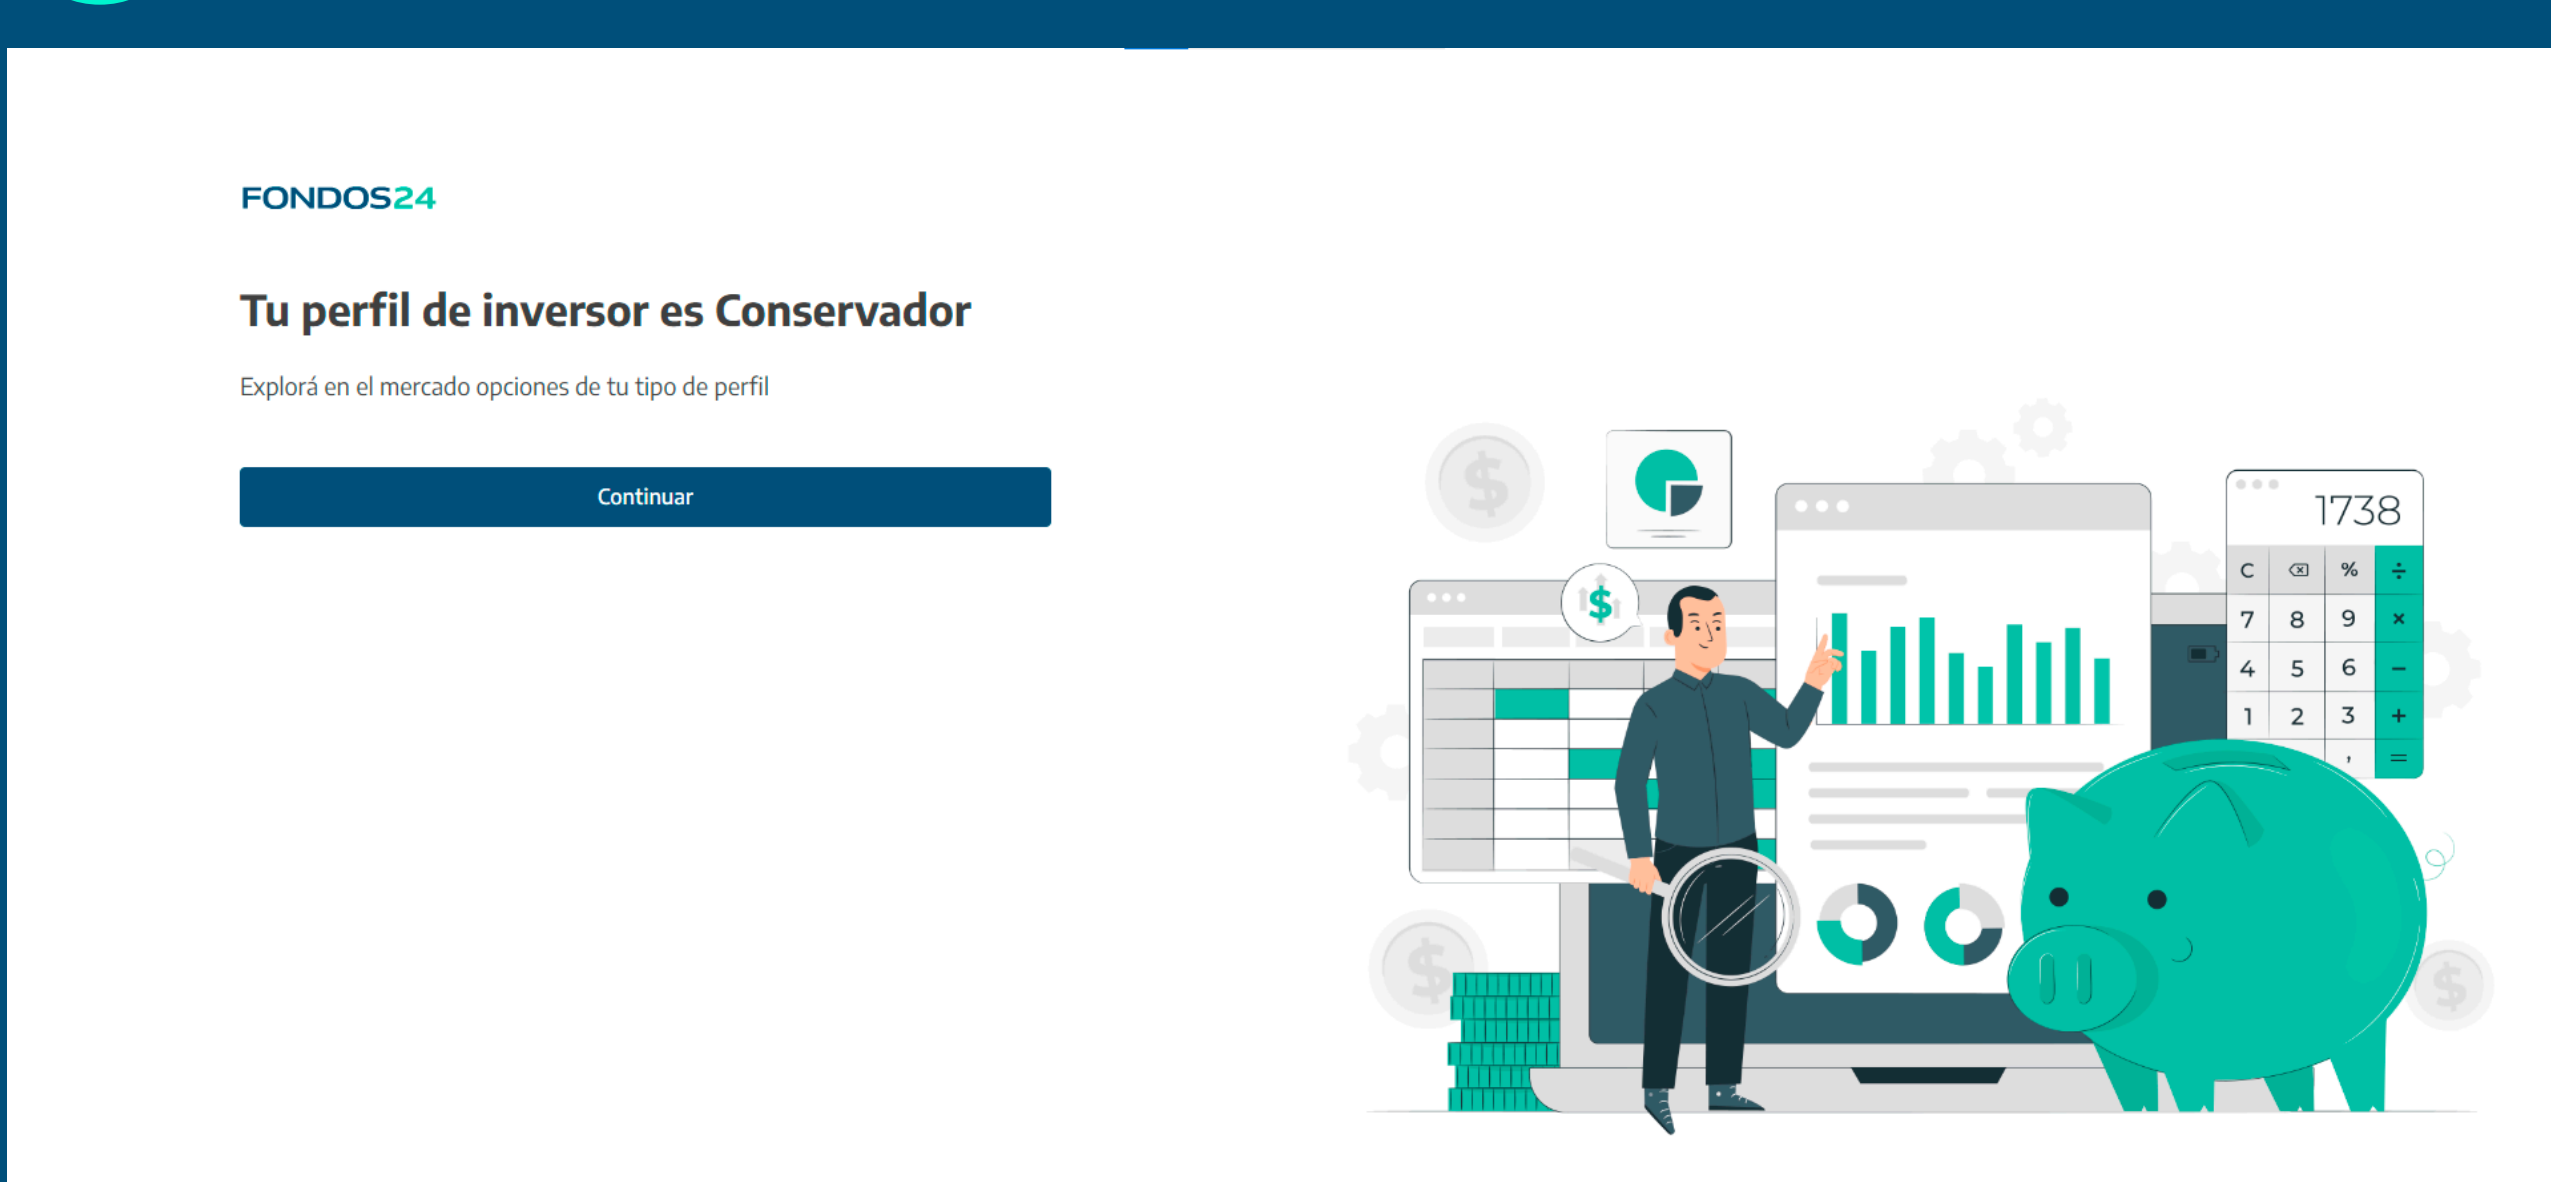 FONDOS24
Tu perfil de inversor es Conservador
Explorá en el mercado opciones de tu tipo de perfil
Continuar
$
$
1738
C % ÷
7 8 9 ×
4 5 6 −
1 2 3 +
, =
$
$